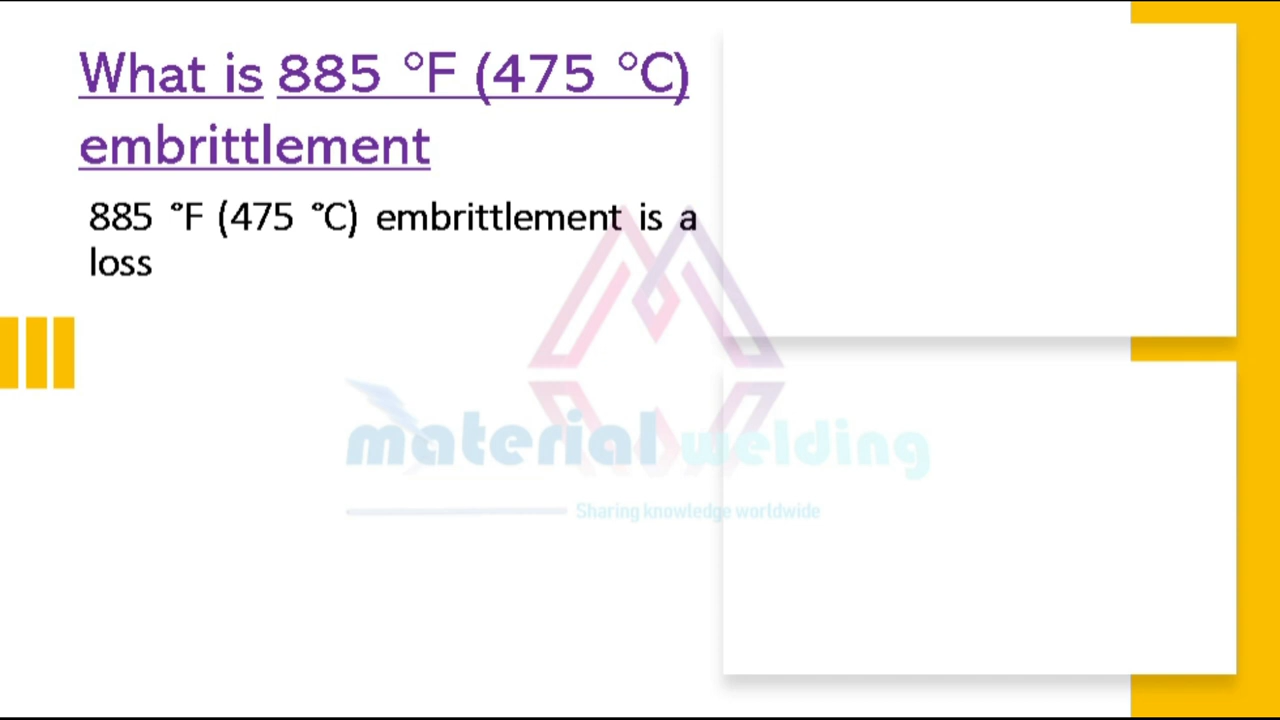 What is 885 °F (475 °C)
embrittlement
885 °F (475 °C) embrittlement is a
loss
material welding
Sharing knowledge worldwide